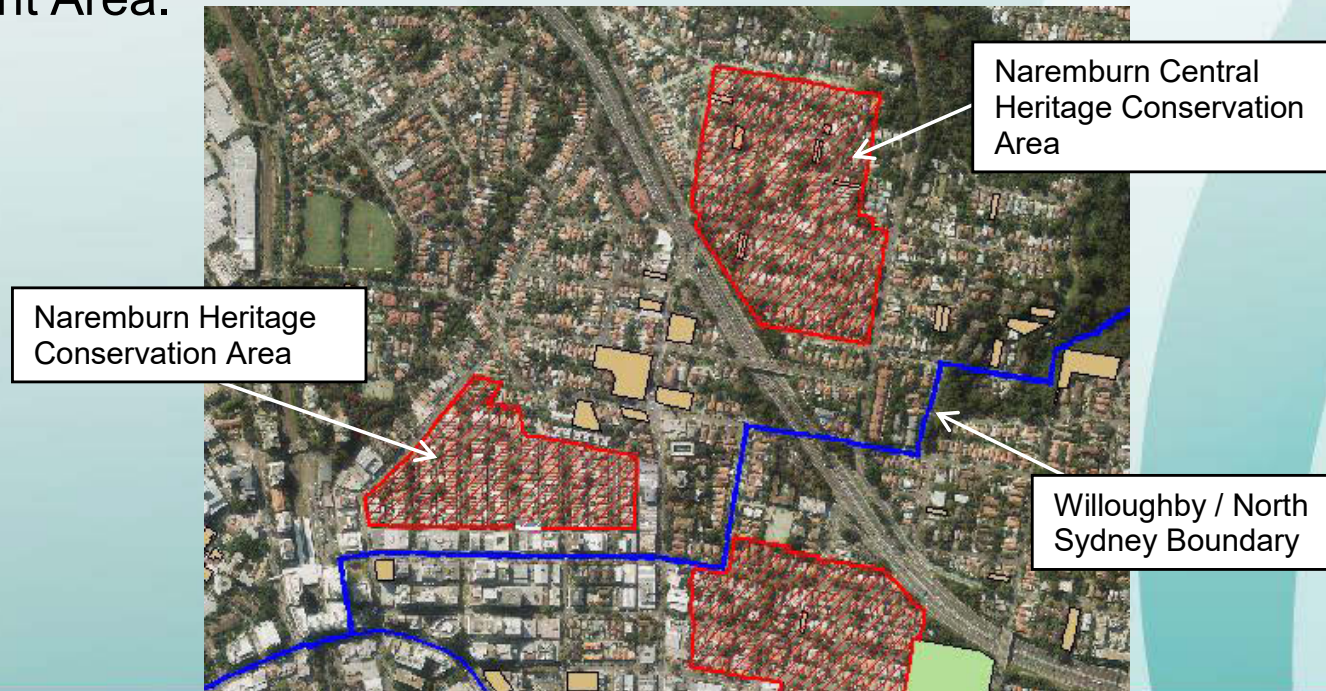 nt Area.
Naremburn Central
Heritage Conservation
Area
Naremburn Heritage
Conservation Area
Willoughby / North
Sydney Boundary